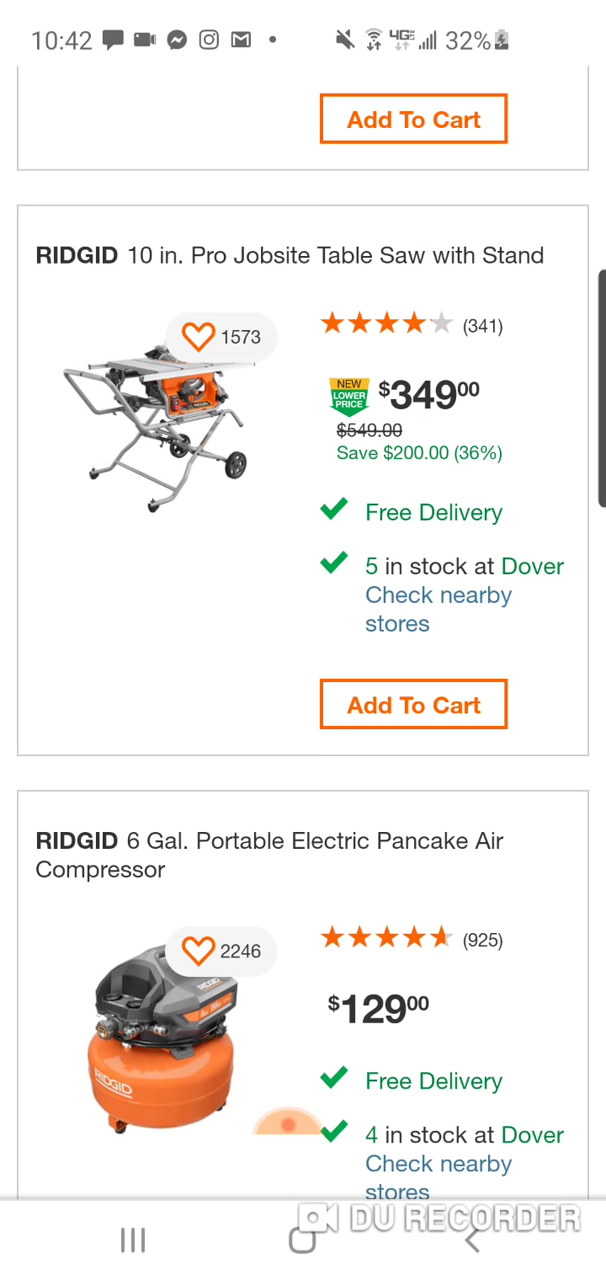 10:42 4G 32%
Add To Cart
RIDGID 10 in. Pro Jobsite Table Saw with Stand
1573
(341)
NEW
LOWER
PRICE
$349.00
$549.00
Save $200.00 (36%)
Free Delivery
5 in stock at Dover
Check nearby
stores
Add To Cart
RIDGID 6 Gal. Portable Electric Pancake Air
Compressor
2246
(925)
RIDGID
RIDGID
$129.00
Free Delivery
4 in stock at Dover
Check nearby
stores
DU RECORDER